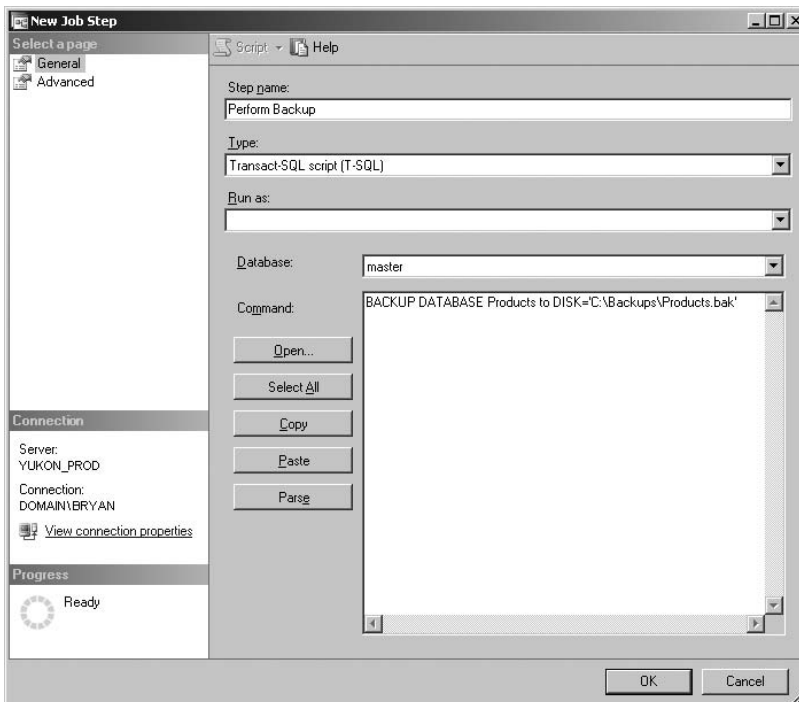 New Job Step
Select a page
General
Advanced
Script
Help
Step name:
Perform Backup
Type:
Transact-SQL script (T-SQL)
Run as:
Database:
master
Command:
BACKUP DATABASE Products to DISK='C:\Backups\Products.bak'
Open...
Select All
Copy
Paste
Parse
Connection
Server:
YUKON_PROD
Connection:
DOMAIN\BRYAN
View connection properties
Progress
Ready
OK
Cancel